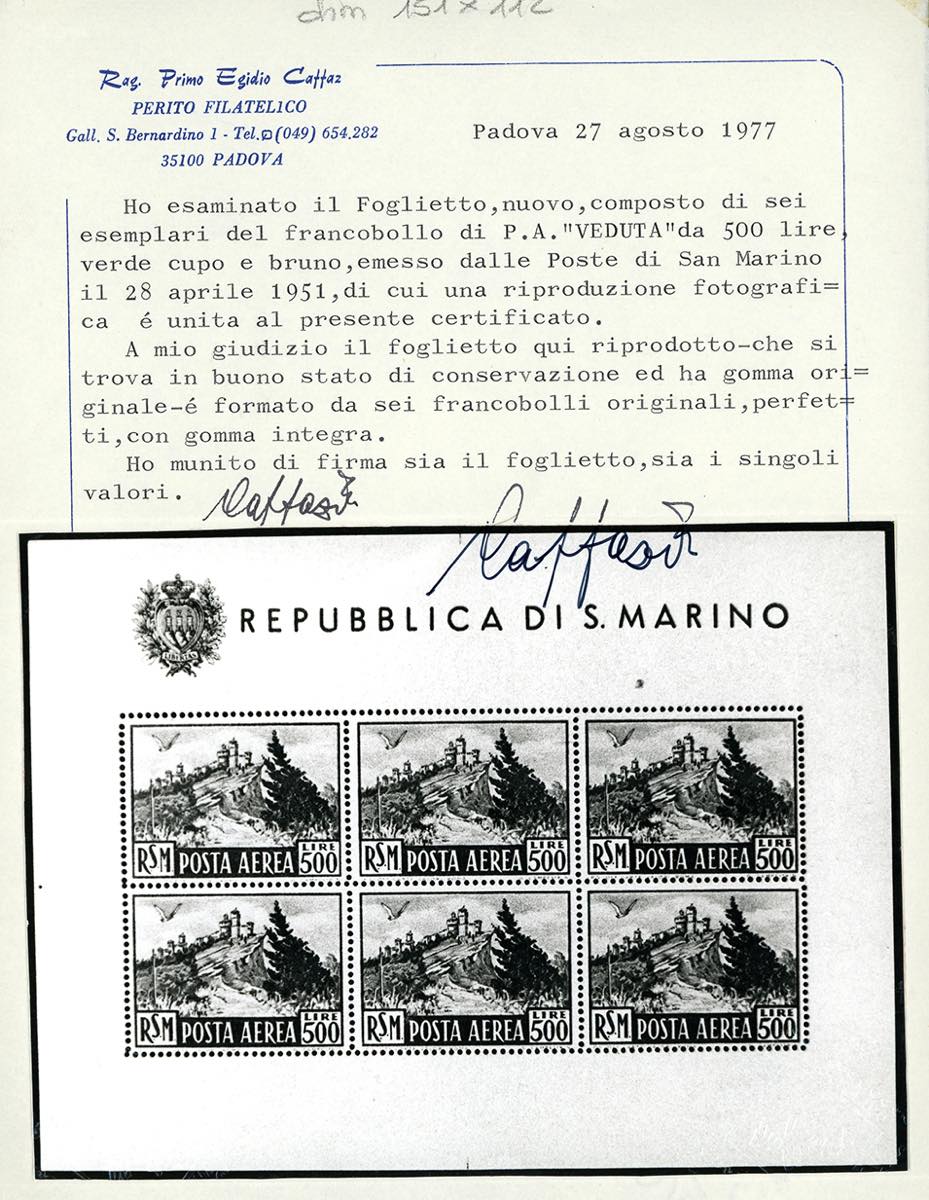 dim 151x112
Rag. Primo Egidio Caffaz
PERITO FILATELICO
Gall. S. Bernardino 1 - Tel. (049) 654.282
35100 PADOVA
Padova 27 agosto 1977
Ho esaminato il Foglietto,nuovo,composto di sei
esemplari del francobollo di P.A."VEDUTA"da 500 lire,
verde cupo e bruno,emesso dalle Poste di San Marino
il 28 aprile 1951,di cui una riproduzione fotografi=
ca é unita al presente certificato.
A mio giudizio il foglietto qui riprodotto-che si
trova in buono stato di conservazione ed ha gomma ori=
ginale-é formato da sei francobolli originali,perfet=
ti,con gomma integra.
Ho munito di firma sia il foglietto,sia i singoli
valori.
REPUBBLICA DI S. MARINO
LIBERTAS
RSM POSTA AEREA LIRE 500
RSM POSTA AEREA LIRE 500
RSM POSTA AEREA LIRE 500
RSM POSTA AEREA LIRE 500
RSM POSTA AEREA LIRE 500
RSM POSTA AEREA LIRE 500